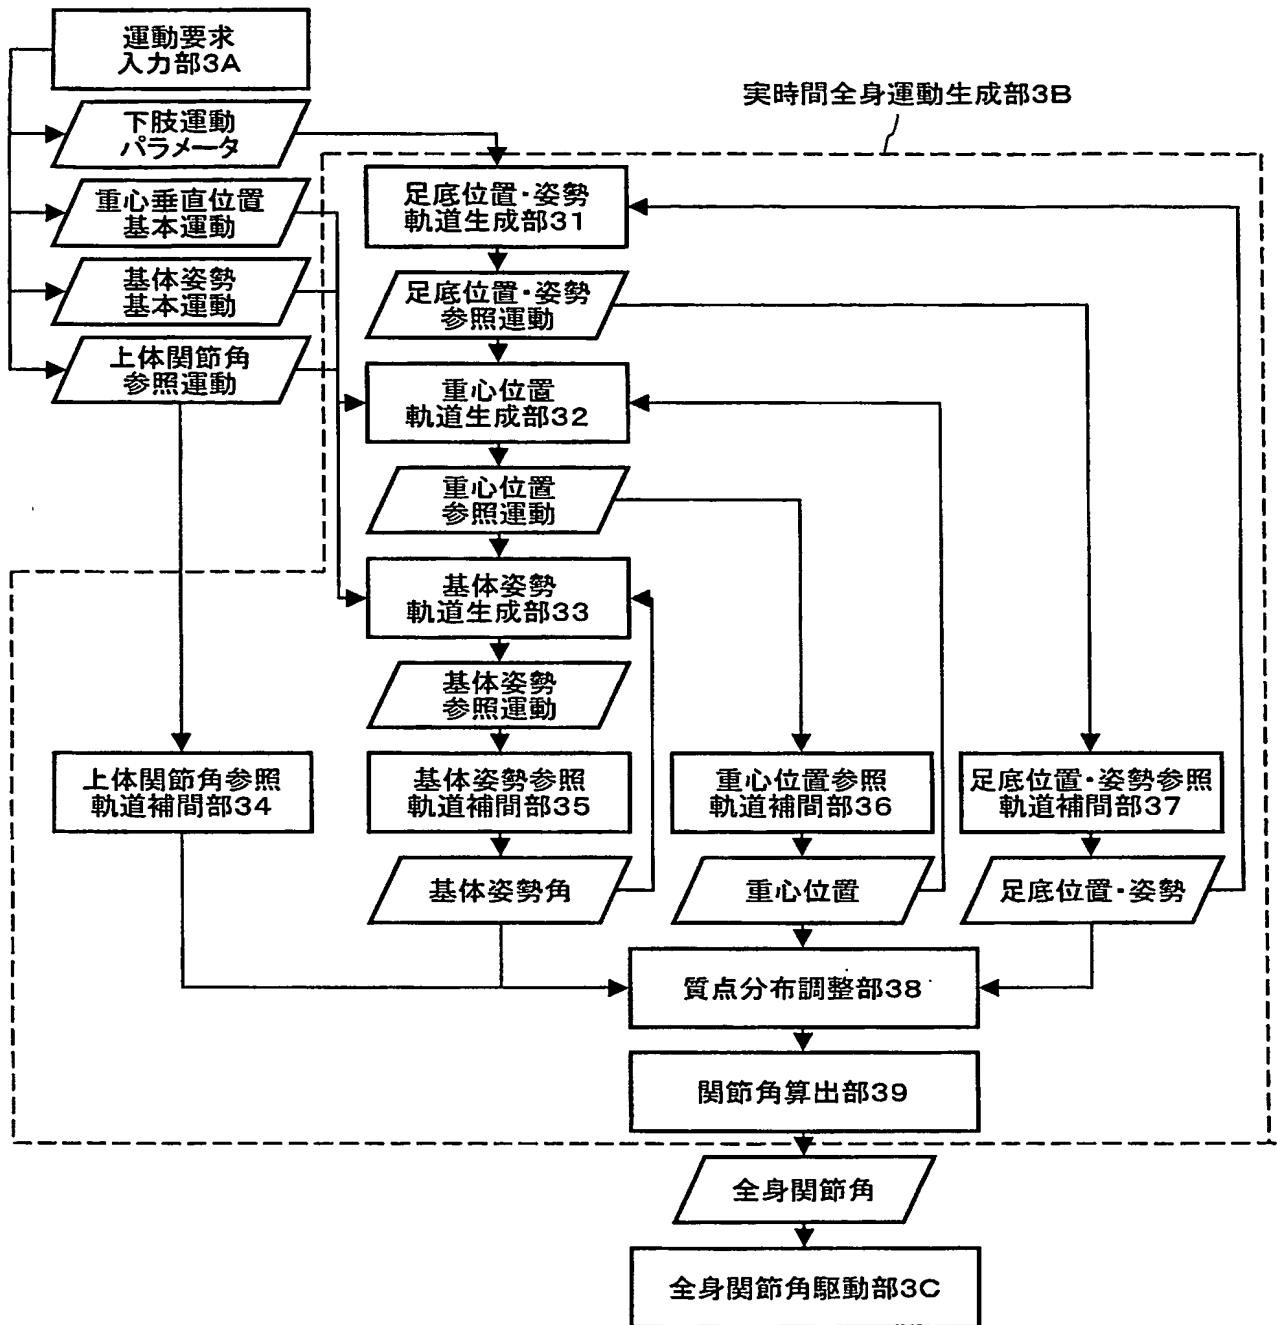 運動要求
入力部3A
実時間全身運動生成部3B
下肢運動
パラメータ
重心垂直位置
基本運動
基体姿勢
基本運動
上体関節角
参照運動
足底位置・姿勢
軌道生成部31
足底位置・姿勢
参照運動
重心位置
軌道生成部32
重心位置
参照運動
基体姿勢
軌道生成部33
基体姿勢
参照運動
上体関節角参照
軌道補間部34
基体姿勢参照
軌道補間部35
重心位置参照
軌道補間部36
足底位置・姿勢参照
軌道補間部37
基体姿勢角
重心位置
足底位置・姿勢
質点分布調整部38
関節角算出部39
全身関節角
全身関節角駆動部3C